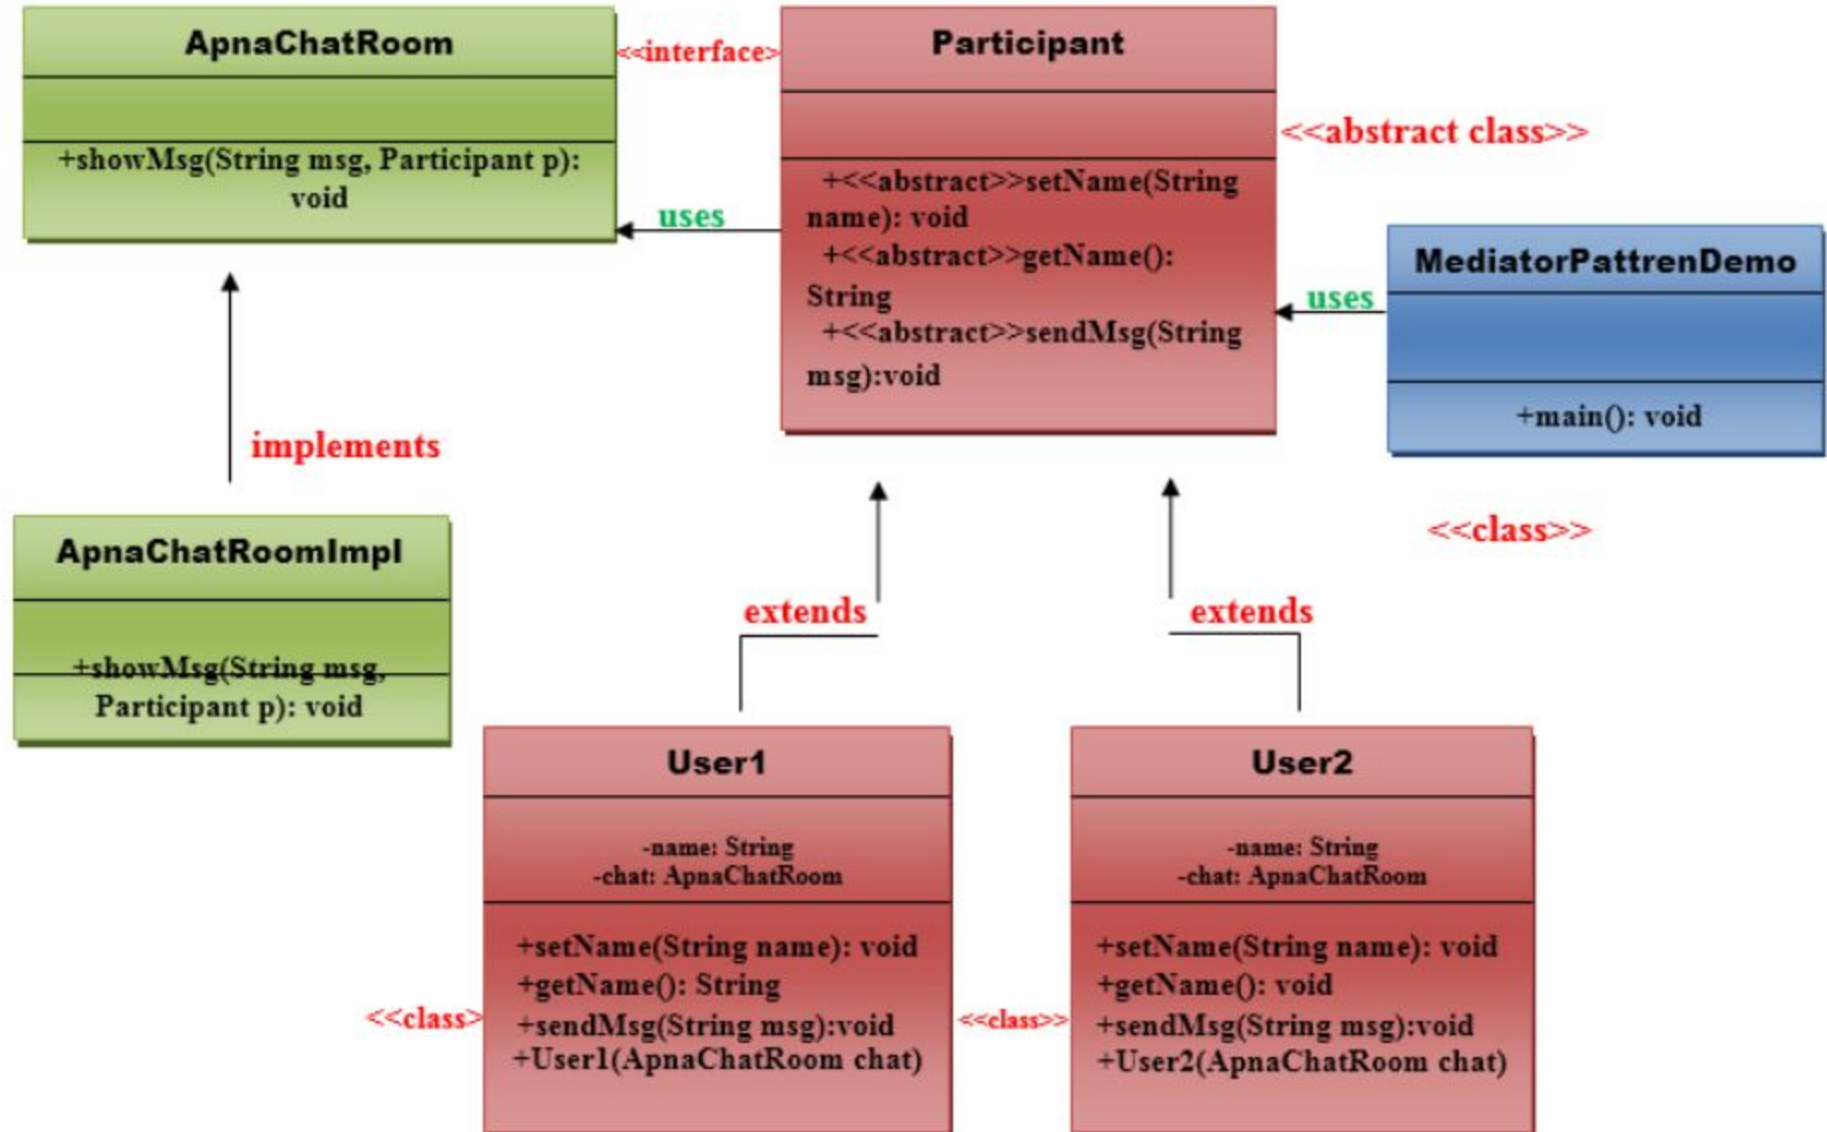 ApnaChatRoom
+showMsg(String msg, Participant p):
void
<<interface>
Participant
+<<abstract>>setName(String
name): void
+<<abstract>>getName():
String
+<<abstract>>sendMsg(String
msg):void
<<abstract class>>
uses
uses
MediatorPattrenDemo
+main(): void
<<class>>
implements
ApnaChatRoomImpl
+showMsg(String msg,
Participant p): void
extends
extends
User1
-name: String
-chat: ApnaChatRoom
+setName(String name): void
+getName(): String
+sendMsg(String msg):void
+User1(ApnaChatRoom chat)
<<class>
User2
-name: String
-chat: ApnaChatRoom
+setName(String name): void
+getName(): void
+sendMsg(String msg):void
+User2(ApnaChatRoom chat)
<<class>>